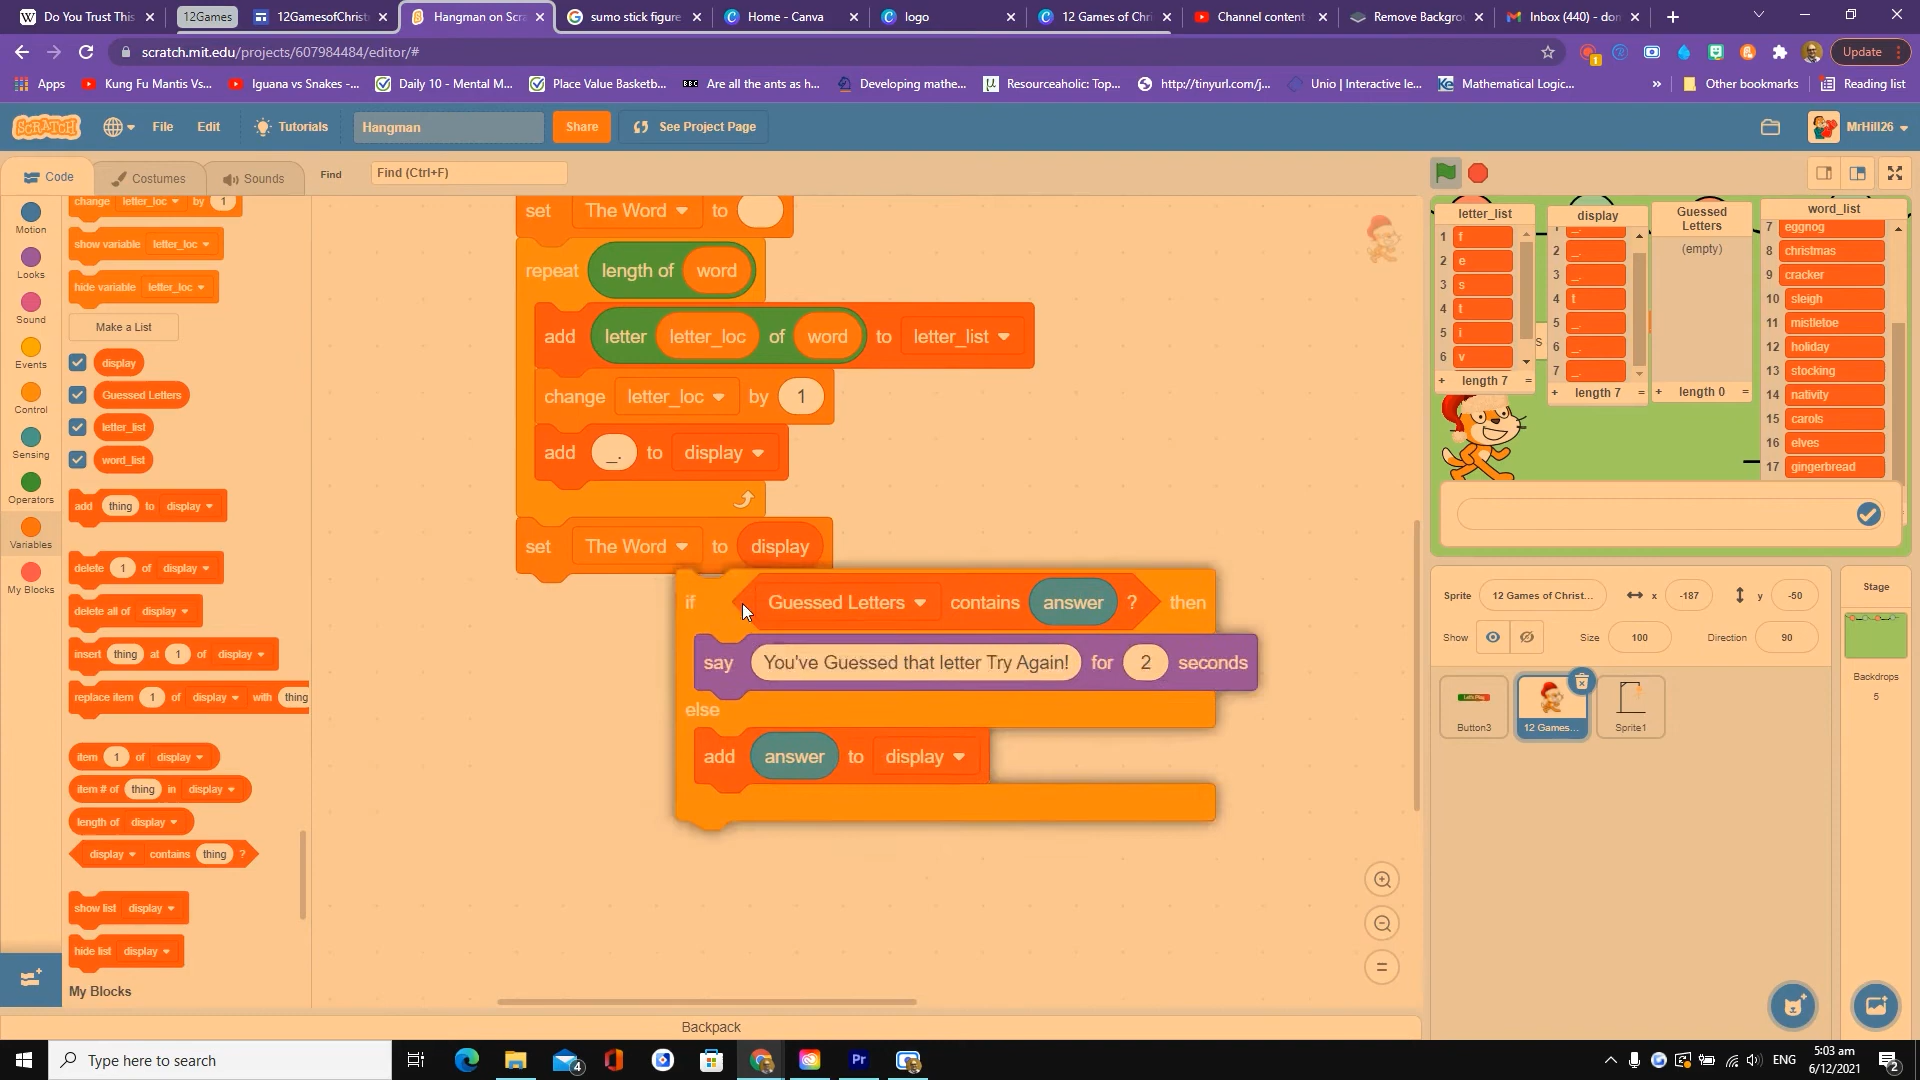 Do You Trust This
12Games
12GamesofChrist
Hangman on Scra
sumo stick figure
Home - Canva
logo
12 Games of Chri
Channel content
Remove Backgrou
Inbox (440) - don
scratch.mit.edu/projects/607984484/editor/#
Update
Apps
Kung Fu Mantis Vs...
Iguana vs Snakes -...
Daily 10 - Mental M...
Place Value Basketb...
Are all the ants as h...
Developing mathe...
Resourceaholic: Top...
http://tinyurl.com/j...
Unio | Interactive le...
Mathematical Logic...
»
Other bookmarks
Reading list
SCRATCH
File
Edit
Tutorials
Hangman
Share
See Project Page
MrHill26
Code
Costumes
Sounds
Find
Find (Ctrl+F)
Motion
Looks
Sound
Events
Control
Sensing
Operators
Variables
My Blocks
change letter_loc by 1
show variable letter_loc
hide variable letter_loc
Make a List
display
Guessed Letters
letter_list
word_list
add thing to display
delete 1 of display
delete all of display
insert thing at 1 of display
replace item 1 of display with thing
item 1 of display
item # of thing in display
length of display
display contains thing ?
show list display
hide list display
My Blocks
set The Word to
repeat length of word
add letter letter_loc of word to letter_list
change letter_loc by 1
add _. to display
set The Word to display
if Guessed Letters contains answer ? then
say You've Guessed that letter Try Again! for 2 seconds
else
add answer to display
Backpack
letter_list
1 f
2 e
3 s
4 t
5 i
6 v
+ length 7 =
display
1 _.
2 _.
3 _.
4 t
5 _.
6 _.
7 _.
+ length 7 =
Guessed Letters
(empty)
+ length 0 =
word_list
7 eggnog
8 christmas
9 cracker
10 sleigh
11 mistletoe
12 holiday
13 stocking
14 nativity
15 carols
16 elves
17 gingerbread
s
Sprite
12 Games of Christ...
x -187
y -50
Show
Size 100
Direction 90
Button3
12 Games...
Sprite1
Stage
Backdrops
5
Type here to search
4
Pr
ENG
5:03 am
6/12/2021
2